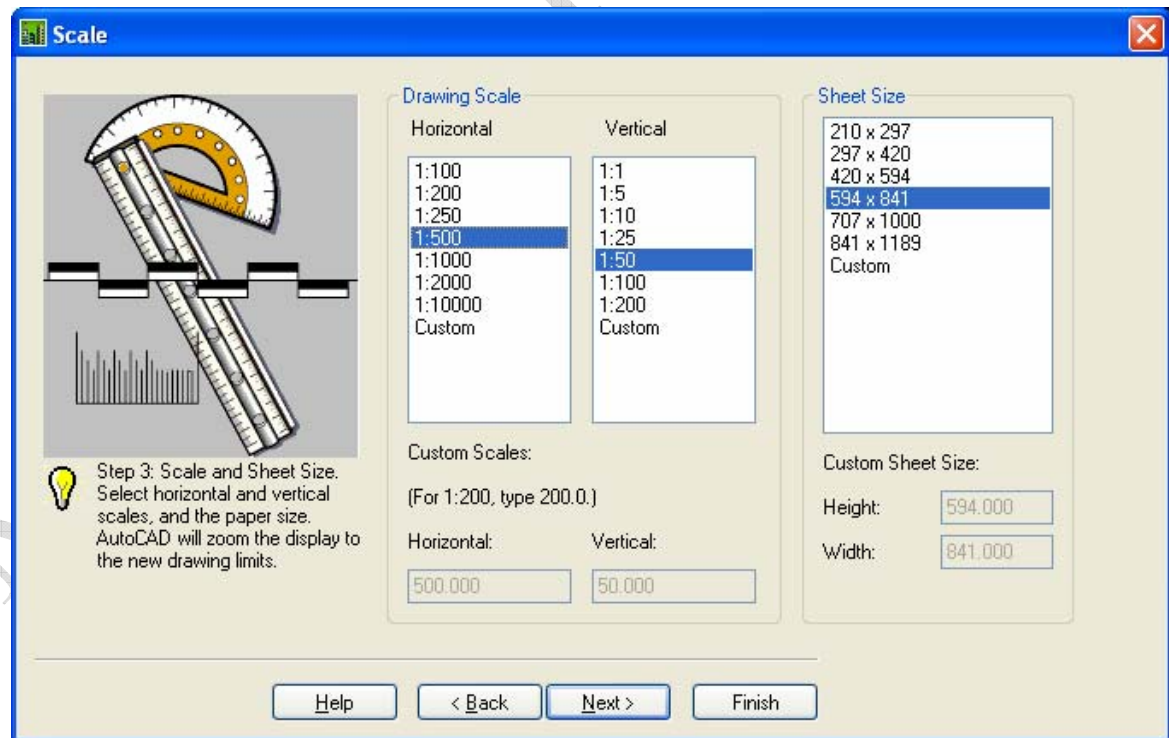 Scale
Drawing Scale
Horizontal
1:100
1:200
1:250
1:500
1:1000
1:2000
1:10000
Custom
Vertical
1:1
1:5
1:10
1:25
1:50
1:100
1:200
Custom
Custom Scales:
(For 1:200, type 200.0.)
Horizontal:
500.000
Vertical:
50.000
Sheet Size
210 x 297
297 x 420
420 x 594
594 x 841
707 x 1000
841 x 1189
Custom
Custom Sheet Size:
Height:
594.000
Width:
841.000
Step 3: Scale and Sheet Size.
Select horizontal and vertical
scales, and the paper size.
AutoCAD will zoom the display to
the new drawing limits.
Help
< Back
Next >
Finish